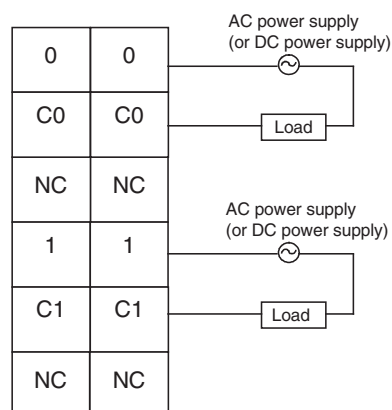 AC power supply
(or DC power supply)
0 0
C0 C0
Load
NC NC
AC power supply
(or DC power supply)
1 1
C1 C1
Load
NC NC